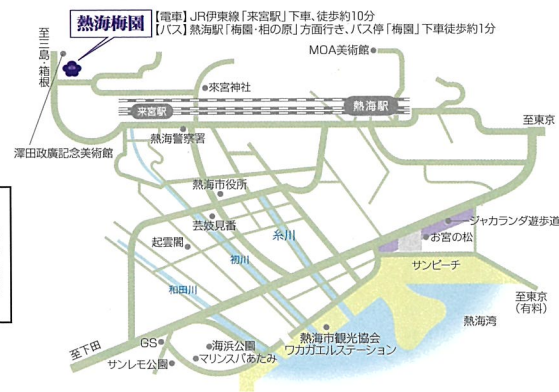 熱海梅園
【電車】JR伊東線「来宮駅」下車、徒歩約10分
【バス】熱海駅「梅園・相の原」方面行き、バス停「梅園」下車徒歩約1分
至三島・箱根
MOA美術館
來宮神社
来宮駅
熱海駅
至東京
澤田政廣記念美術館
熱海警察署
熱海市役所
芸妓見番
起雲閣
糸川
初川
和田川
ジャカランダ遊歩道
お宮の松
サンビーチ
至東京
(有料)
熱海湾
熱海市観光協会
ワカガエルステーション
至下田
GS
サンレモ公園
海浜公園
マリンスパあたみ